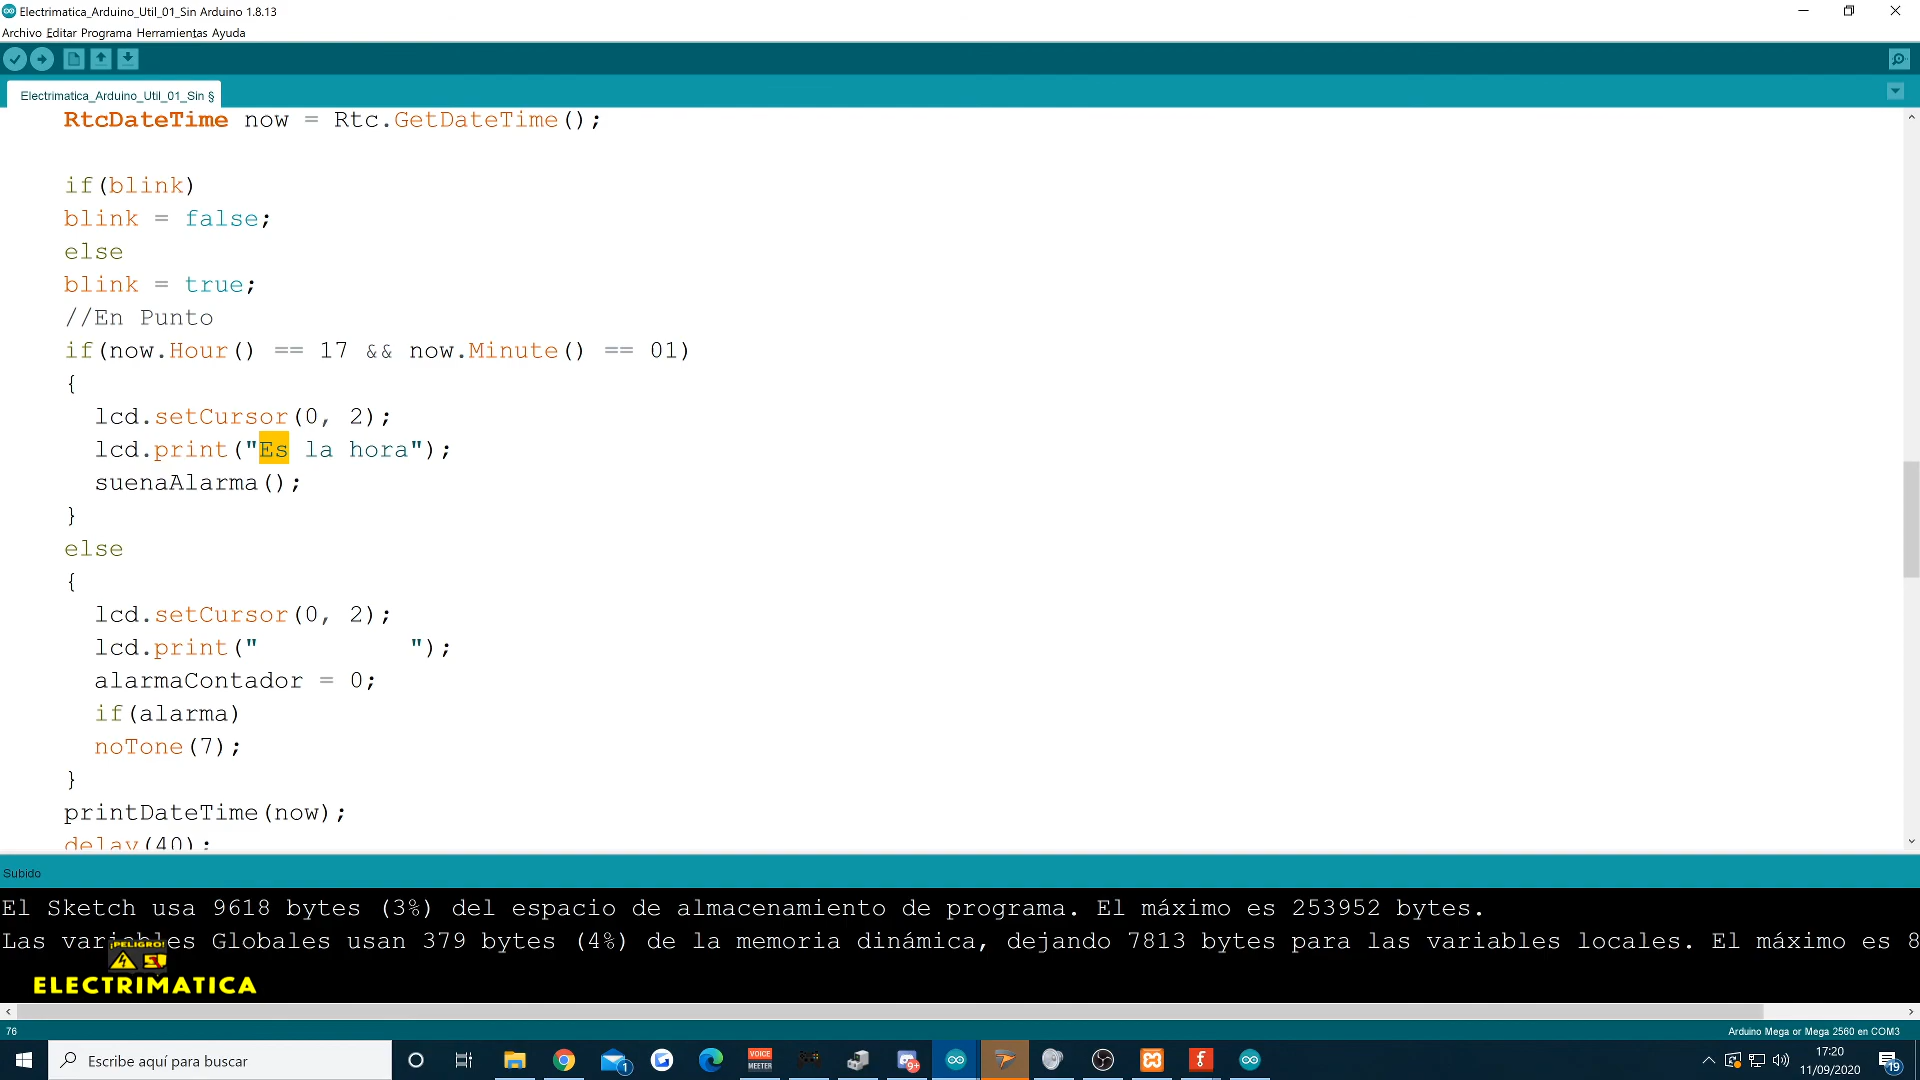 Electrimatica_Arduino_Util_01_Sin Arduino 1.8.13
Archivo Editar Programa Herramientas Ayuda
Electrimatica_Arduino_Util_01_Sin §
RtcDateTime now = Rtc.GetDateTime();
if(blink)
blink = false;
else
blink = true;
//En Punto
if(now.Hour() == 17 && now.Minute() == 01)
{
lcd.setCursor(0, 2);
lcd.print("Es la hora");
suenaAlarma();
}
else
{
lcd.setCursor(0, 2);
lcd.print("          ");
alarmaContador = 0;
if(alarma)
noTone(7);
}
printDateTime(now);
delay(40);
Subido
El Sketch usa 9618 bytes (3%) del espacio de almacenamiento de programa. El máximo es 253952 bytes.
Las variables Globales usan 379 bytes (4%) de la memoria dinámica, dejando 7813 bytes para las variables locales. El máximo es 8
¡PELIGRO!
ELECTRIMATICA
76
Arduino Mega or Mega 2560 en COM3
Escribe aquí para buscar
VOICE
MEETER
1
9+
17:20
11/09/2020
19